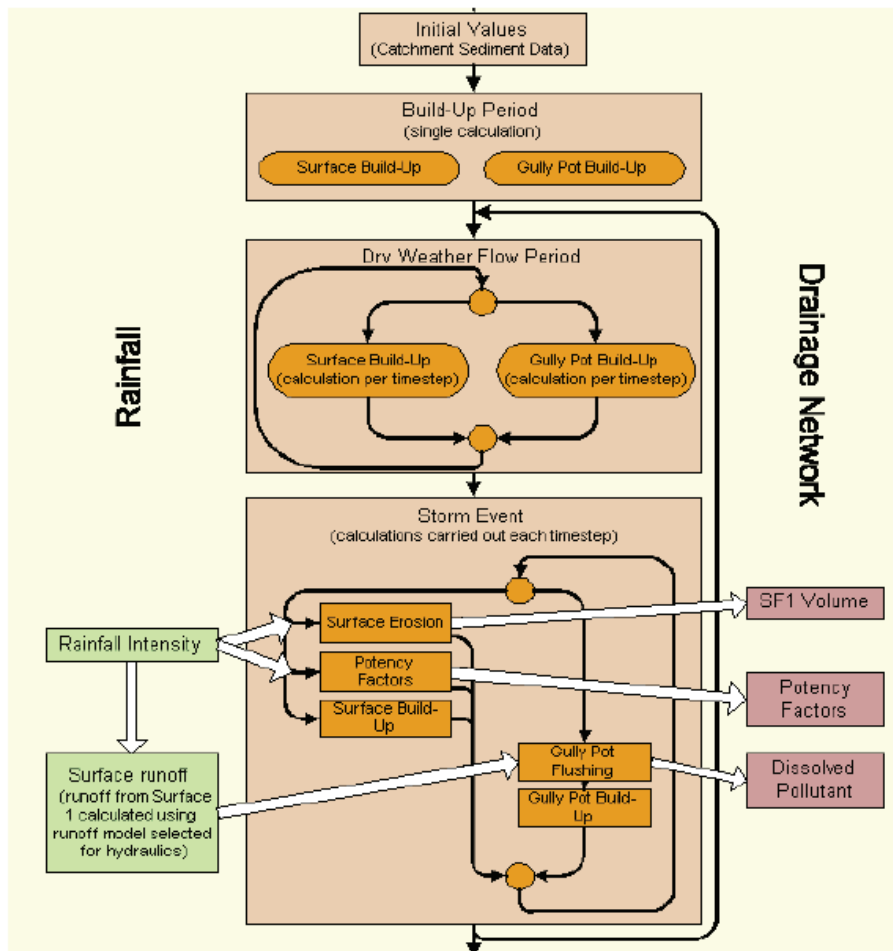 Initial Values
(Catchment Sediment Data)
Build-Up Period
(single calculation)
Surface Build-Up
Gully Pot Build-Up
Dry Weather Flow Period
Surface Build-Up
(calculation per timestep)
Gully Pot Build-Up
(calculation per timestep)
Rainfall
Drainage Network
Storm Event
(calculations carried out each timestep)
Surface Erosion
SF1 Volume
Rainfall Intensity
Potency
Factors
Potency
Factors
Surface Build-
Up
Gully Pot
Flushing
Dissolved
Pollutant
Surface runoff
(runoff from Surface
1 calculated using
runoff model selected
for hydraulics)
Gully Pot Build-
Up